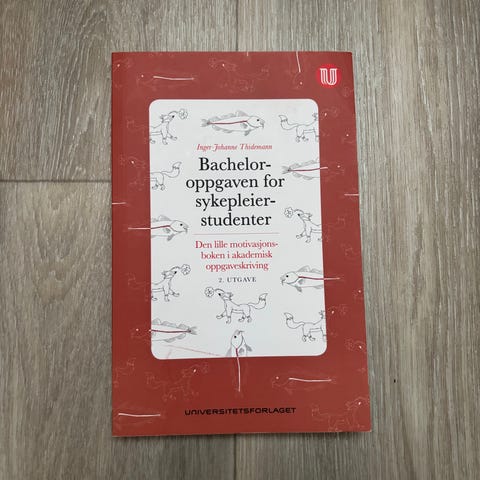 U
Inger-Johanne Thidemann
Bachelor-
oppgaven for
sykepleier-
studenter
Den lille motivasjons-
boken i akademisk
oppgaveskriving
2. UTGAVE
UNIVERSITETSFORLAGET